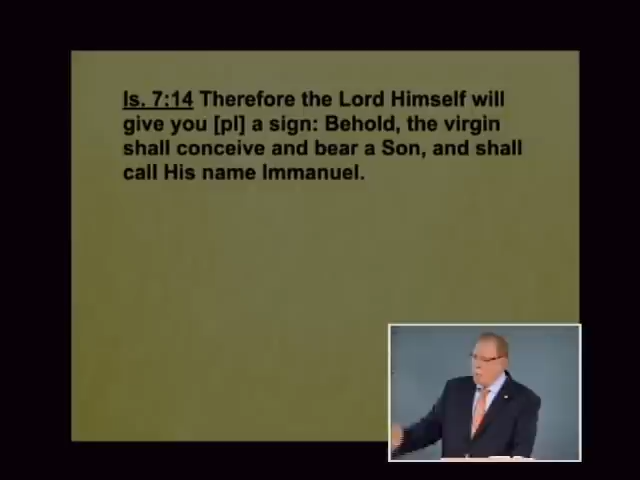 Is. 7:14 Therefore the Lord Himself will
give you [pl] a sign: Behold, the virgin
shall conceive and bear a Son, and shall
call His name Immanuel.